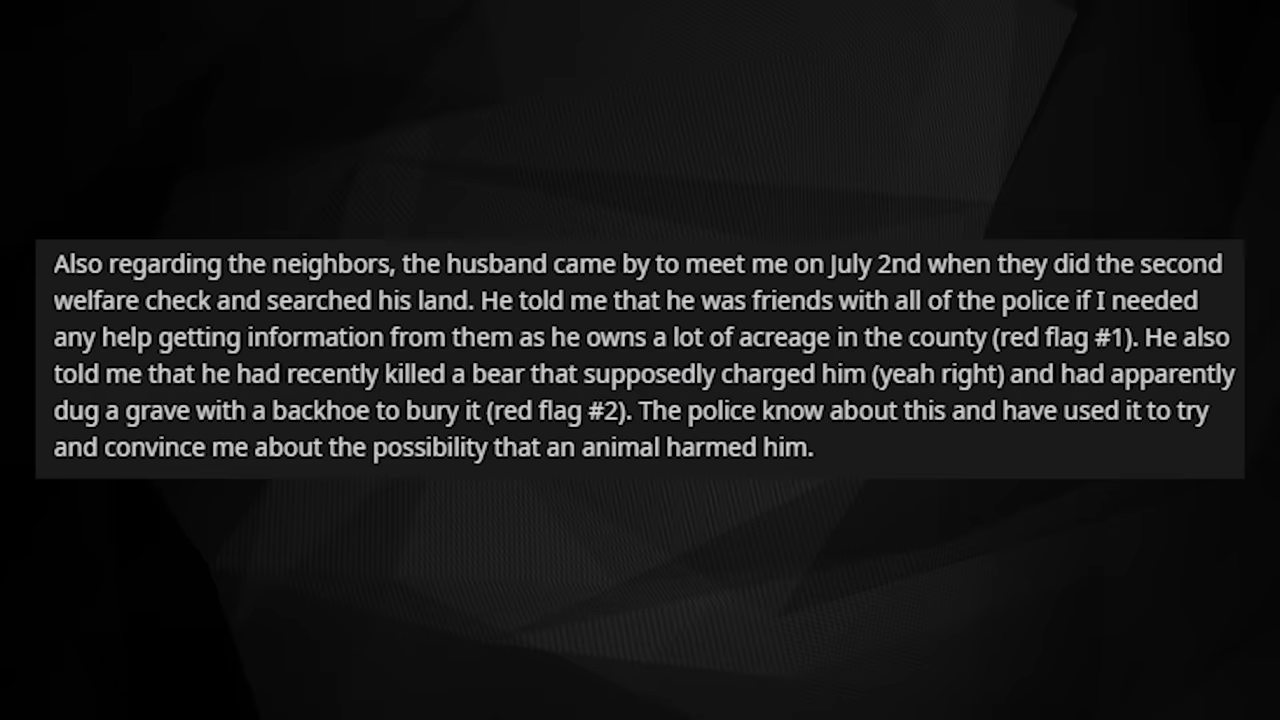 Also regarding the neighbors, the husband came by to meet me on July 2nd when they did the second
welfare check and searched his land. He told me that he was friends with all of the police if I needed
any help getting information from them as he owns a lot of acreage in the county (red flag #1). He also
told me that he had recently killed a bear that supposedly charged him (yeah right) and had apparently
dug a grave with a backhoe to bury it (red flag #2). The police know about this and have used it to try
and convince me about the possibility that an animal harmed him.